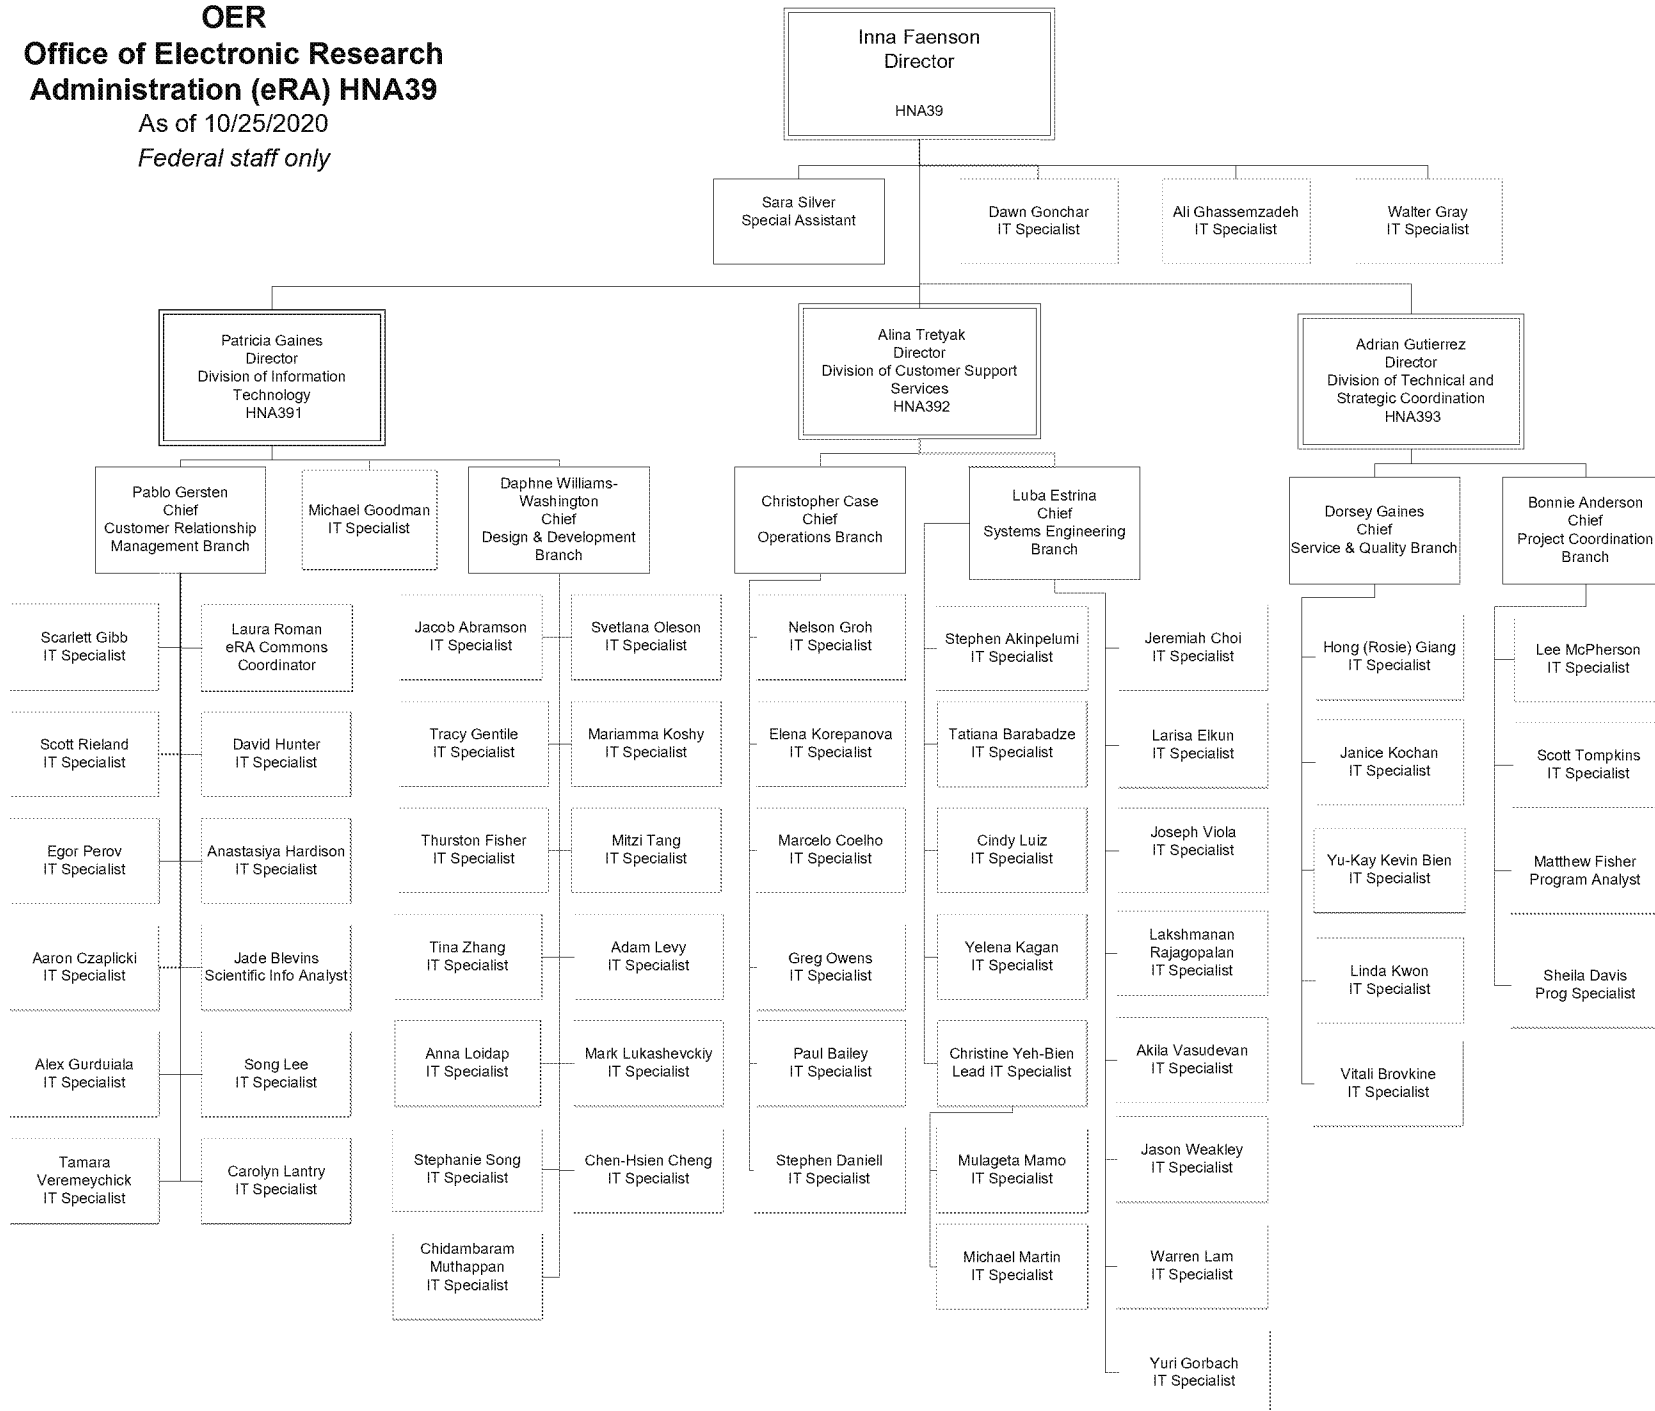 OER
Office of Electronic Research
Administration (eRA) HNA39
As of 10/25/2020
Federal staff only
Inna Faenson
Director
HNA39
Sara Silver
Special Assistant
Dawn Gonchar
IT Specialist
Ali Ghassemzadeh
IT Specialist
Walter Gray
IT Specialist
Patricia Gaines
Director
Division of Information
Technology
HNA391
Alina Tretyak
Director
Division of Customer Support
Services
HNA392
Adrian Gutierrez
Director
Division of Technical and
Strategic Coordination
HNA393
Pablo Gersten
Chief
Customer Relationship
Management Branch
Michael Goodman
IT Specialist
Daphne Williams-
Washington
Chief
Design & Development
Branch
Christopher Case
Chief
Operations Branch
Luba Estrina
Chief
Systems Engineering
Branch
Dorsey Gaines
Chief
Service & Quality Branch
Bonnie Anderson
Chief
Project Coordination
Branch
Scarlett Gibb
IT Specialist
Laura Roman
eRA Commons
Coordinator
Scott Rieland
IT Specialist
David Hunter
IT Specialist
Egor Perov
IT Specialist
Anastasiya Hardison
IT Specialist
Aaron Czaplicki
IT Specialist
Jade Blevins
Scientific Info Analyst
Alex Gurduiala
IT Specialist
Song Lee
IT Specialist
Tamara
Veremeychick
IT Specialist
Carolyn Lantry
IT Specialist
Jacob Abramson
IT Specialist
Svetlana Oleson
IT Specialist
Tracy Gentile
IT Specialist
Mariamma Koshy
IT Specialist
Thurston Fisher
IT Specialist
Mitzi Tang
IT Specialist
Tina Zhang
IT Specialist
Adam Levy
IT Specialist
Anna Loidap
IT Specialist
Mark Lukashevckiy
IT Specialist
Stephanie Song
IT Specialist
Chen-Hsien Cheng
IT Specialist
Chidambaram
Muthappan
IT Specialist
Nelson Groh
IT Specialist
Elena Korepanova
IT Specialist
Marcelo Coelho
IT Specialist
Greg Owens
IT Specialist
Paul Bailey
IT Specialist
Stephen Daniell
IT Specialist
Stephen Akinpelumi
IT Specialist
Tatiana Barabadze
IT Specialist
Cindy Luiz
IT Specialist
Yelena Kagan
IT Specialist
Christine Yeh-Bien
Lead IT Specialist
Mulageta Mamo
IT Specialist
Michael Martin
IT Specialist
Jeremiah Choi
IT Specialist
Larisa Elkun
IT Specialist
Joseph Viola
IT Specialist
Lakshmanan
Rajagopalan
IT Specialist
Akila Vasudevan
IT Specialist
Jason Weakley
IT Specialist
Warren Lam
IT Specialist
Yuri Gorbach
IT Specialist
Hong (Rosie) Giang
IT Specialist
Janice Kochan
IT Specialist
Yu-Kay Kevin Bien
IT Specialist
Linda Kwon
IT Specialist
Vitali Brovkine
IT Specialist
Lee McPherson
IT Specialist
Scott Tompkins
IT Specialist
Matthew Fisher
Program Analyst
Sheila Davis
Prog Specialist